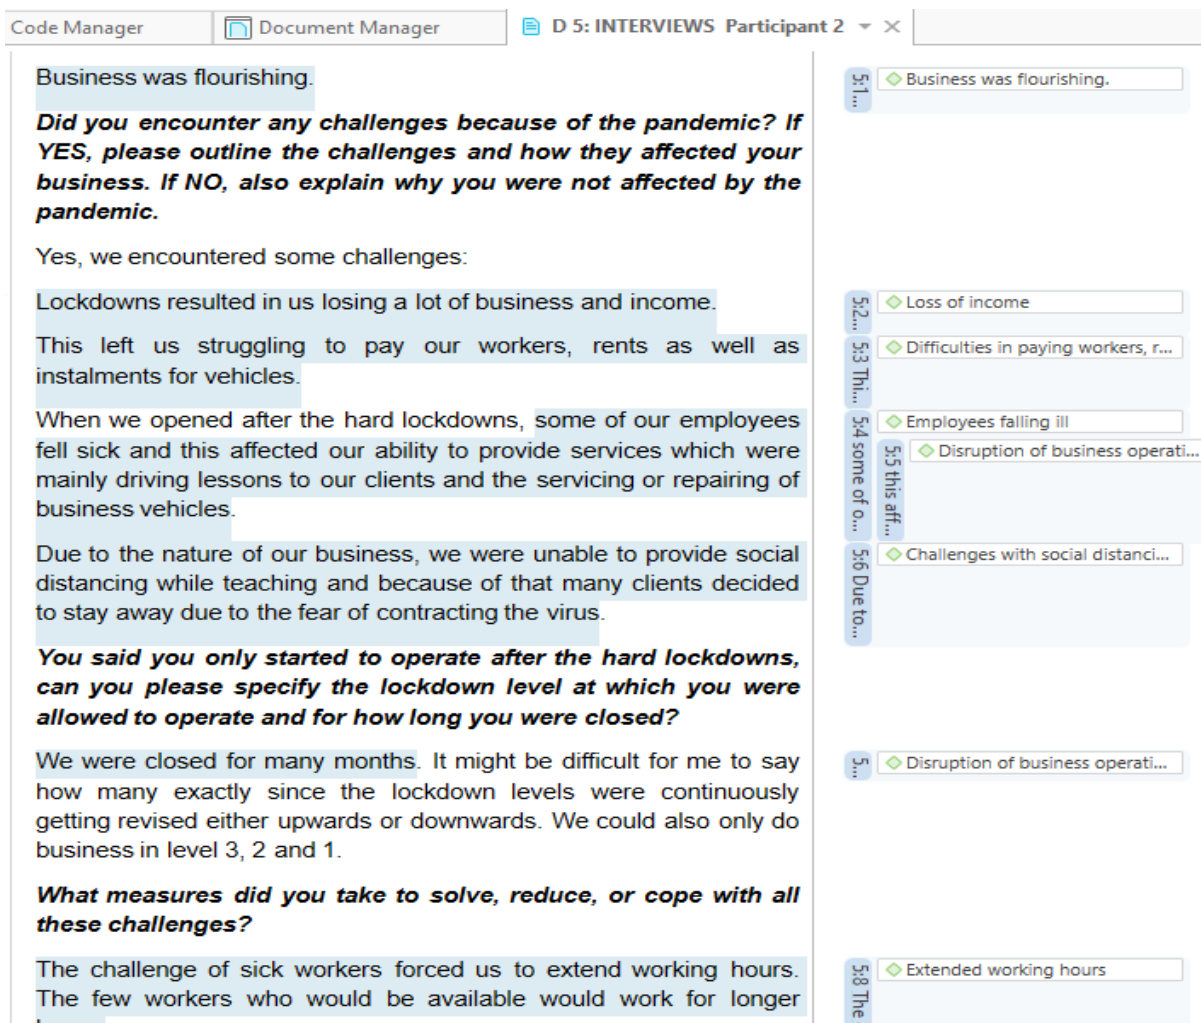 Code Manager
Document Manager
D 5: INTERVIEWS Participant 2
Business was flourishing.
5:1...
Business was flourishing.
Did you encounter any challenges because of the pandemic? If
YES, please outline the challenges and how they affected your
business. If NO, also explain why you were not affected by the
pandemic.
Yes, we encountered some challenges:
Lockdowns resulted in us losing a lot of business and income.
5:2...
Loss of income
This left us struggling to pay our workers, rents as well as
instalments for vehicles.
5:3 Thi...
Difficulties in paying workers, r...
When we opened after the hard lockdowns, some of our employees
fell sick and this affected our ability to provide services which were
mainly driving lessons to our clients and the servicing or repairing of
business vehicles.
5:4 some of o...
Employees falling ill
5:5 this aff...
Disruption of business operati...
Due to the nature of our business, we were unable to provide social
distancing while teaching and because of that many clients decided
to stay away due to the fear of contracting the virus.
5:6 Due to...
Challenges with social distanci...
You said you only started to operate after the hard lockdowns,
can you please specify the lockdown level at which you were
allowed to operate and for how long you were closed?
We were closed for many months. It might be difficult for me to say
how many exactly since the lockdown levels were continuously
getting revised either upwards or downwards. We could also only do
business in level 3, 2 and 1.
5...
Disruption of business operati...
What measures did you take to solve, reduce, or cope with all
these challenges?
The challenge of sick workers forced us to extend working hours.
The few workers who would be available would work for longer
5:8 The
Extended working hours